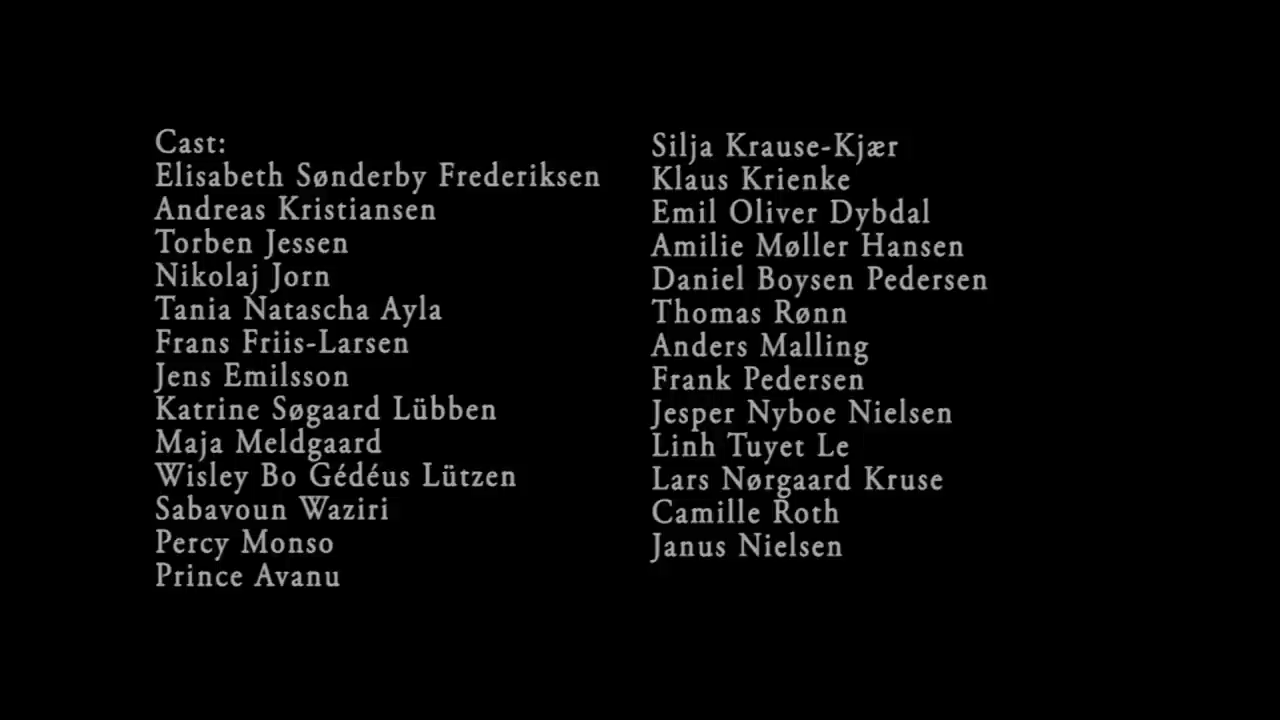 Cast:
Elisabeth Sønderby Frederiksen
Andreas Kristiansen
Torben Jessen
Nikolaj Jorn
Tania Natascha Ayla
Frans Friis-Larsen
Jens Emilsson
Katrine Søgaard Lübben
Maja Meldgaard
Wisley Bo Gédéus Lützen
Sabavoun Waziri
Percy Monso
Prince Avanu
Silja Krause-Kjær
Klaus Krienke
Emil Oliver Dybdal
Amilie Møller Hansen
Daniel Boysen Pedersen
Thomas Rønn
Anders Malling
Frank Pedersen
Jesper Nyboe Nielsen
Linh Tuyet Le
Lars Nørgaard Kruse
Camille Roth
Janus Nielsen